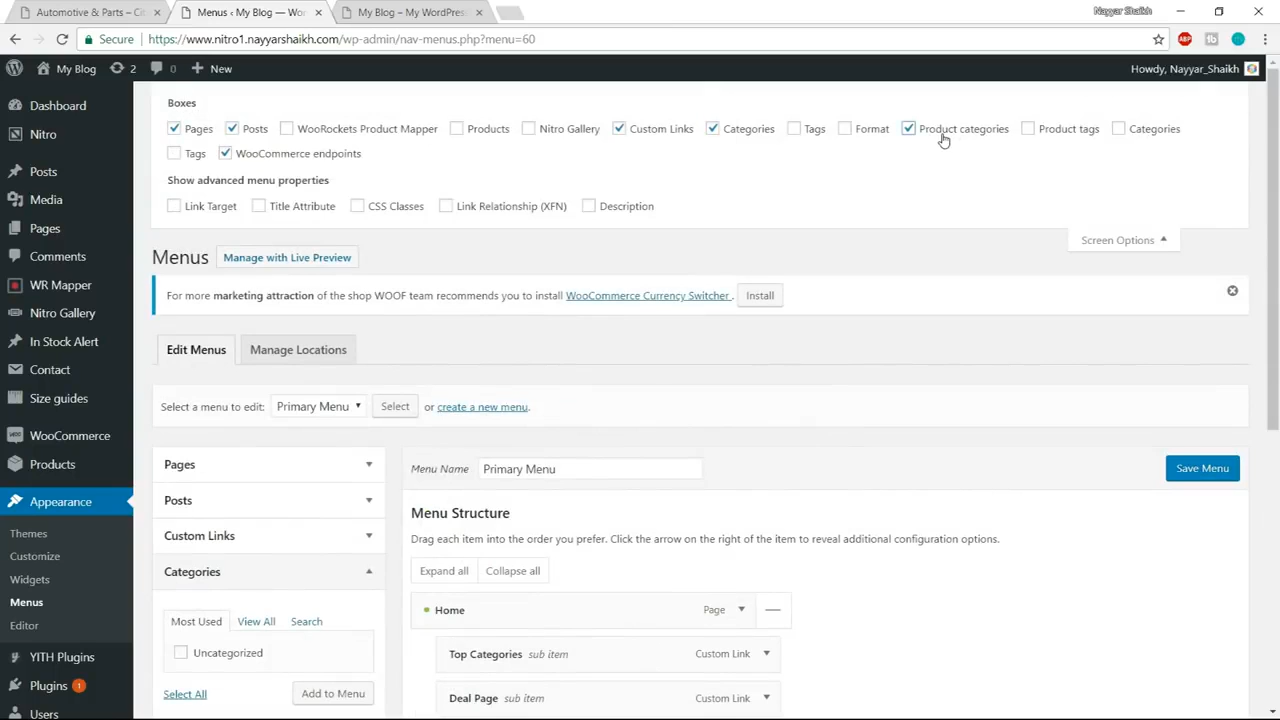 Automotive & Parts – Cit
Menus ‹ My Blog — Wo
My Blog – My WordPres
Nayyar Shaikh
Secure
https://www.nitro1.nayyarshaikh.com/wp-admin/nav-menus.php?menu=60
ABP
tb
My Blog
2
0
New
Howdy, Nayyar_Shaikh
Boxes
Pages Posts WooRockets Product Mapper Products Nitro Gallery Custom Links Categories Tags Format Product categories Product tags Categories
Tags WooCommerce endpoints
Show advanced menu properties
Link Target Title Attribute CSS Classes Link Relationship (XFN) Description
Screen Options
Menus Manage with Live Preview
For more marketing attraction of the shop WOOF team recommends you to install WooCommerce Currency Switcher . Install
Edit Menus Manage Locations
Select a menu to edit: Primary Menu Select or create a new menu.
Pages
Posts
Custom Links
Categories
Most Used View All Search
Uncategorized
Select All Add to Menu
Menu Name Primary Menu Save Menu
Menu Structure
Drag each item into the order you prefer. Click the arrow on the right of the item to reveal additional configuration options.
Expand all Collapse all
Home Page
Top Categories sub item Custom Link
Deal Page sub item Custom Link
Dashboard
Nitro
Posts
Media
Pages
Comments
WR Mapper
Nitro Gallery
In Stock Alert
Contact
Size guides
WooCommerce
Products
Appearance
Themes
Customize
Widgets
Menus
Editor
YITH Plugins
Plugins 1
Users